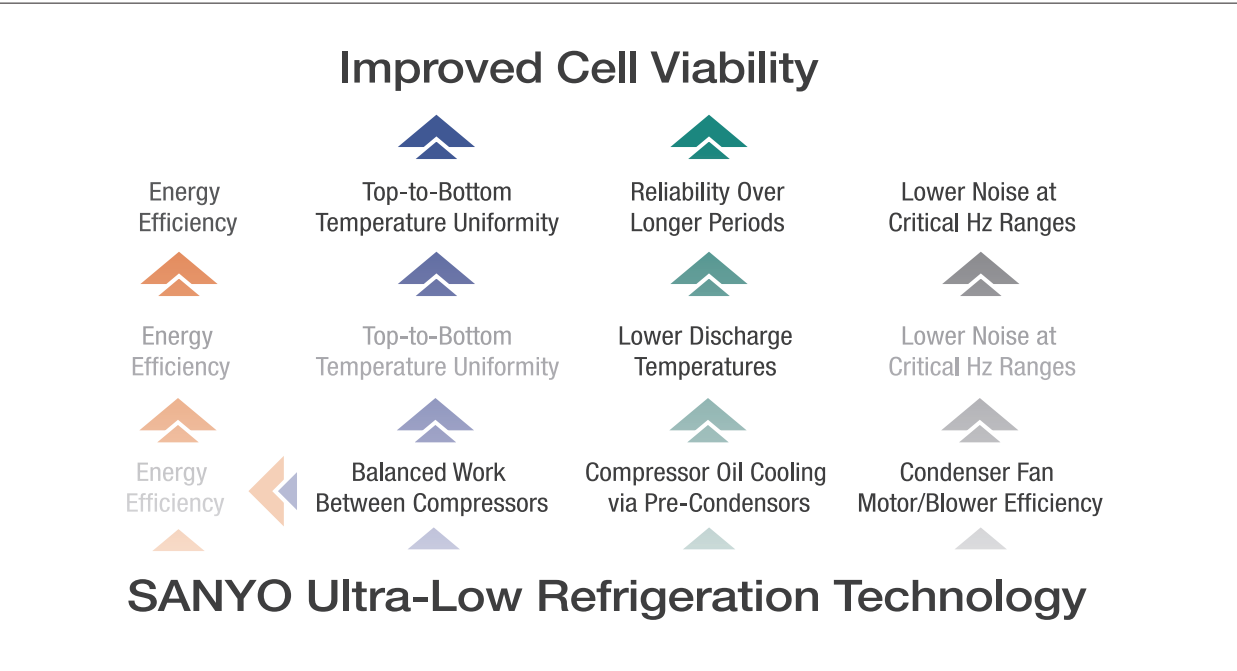 Improved Cell Viability
Energy
Efficiency
Top-to-Bottom
Temperature Uniformity
Reliability Over
Longer Periods
Lower Noise at
Critical Hz Ranges
Energy
Efficiency
Top-to-Bottom
Temperature Uniformity
Lower Discharge
Temperatures
Lower Noise at
Critical Hz Ranges
Energy
Efficiency
Balanced Work
Between Compressors
Compressor Oil Cooling
via Pre-Condensors
Condenser Fan
Motor/Blower Efficiency
SANYO Ultra-Low Refrigeration Technology